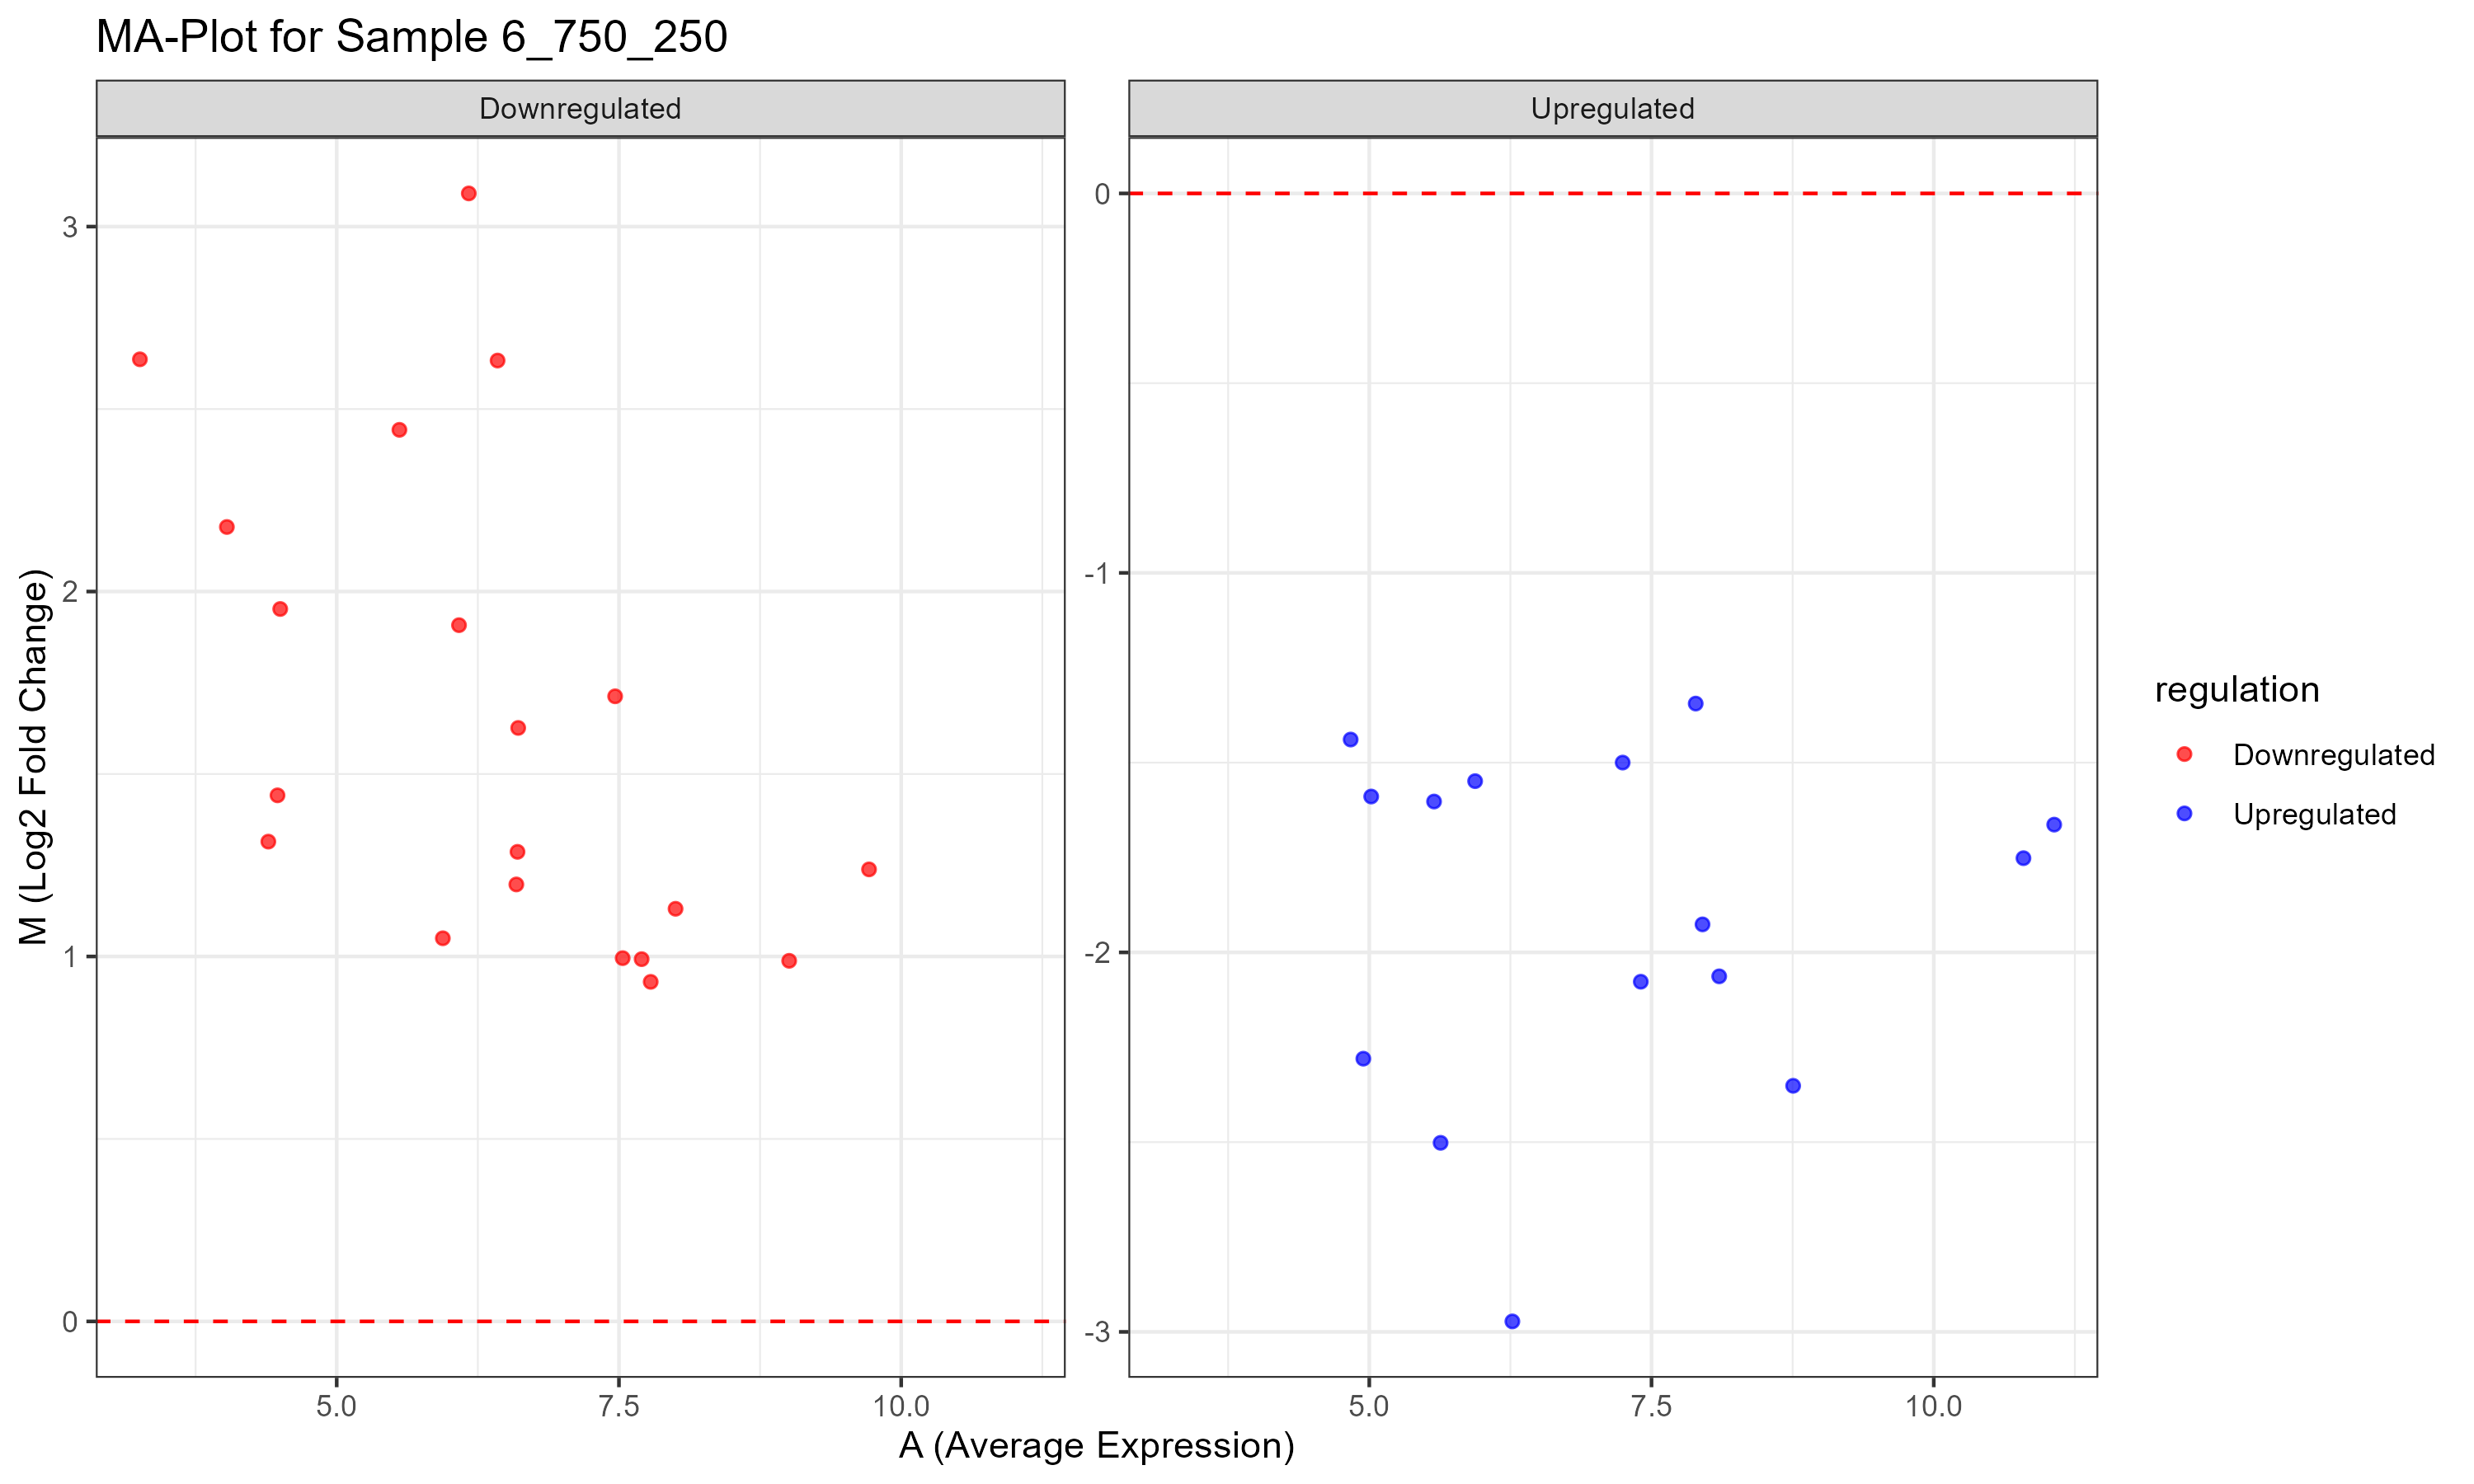 MA-Plot for Sample 6_750_250
Downregulated
Upregulated
M (Log2 Fold Change)
3
2
1
0
0
-1
-2
-3
5.0
7.5
10.0
5.0
7.5
10.0
A (Average Expression)
regulation
Downregulated
Upregulated